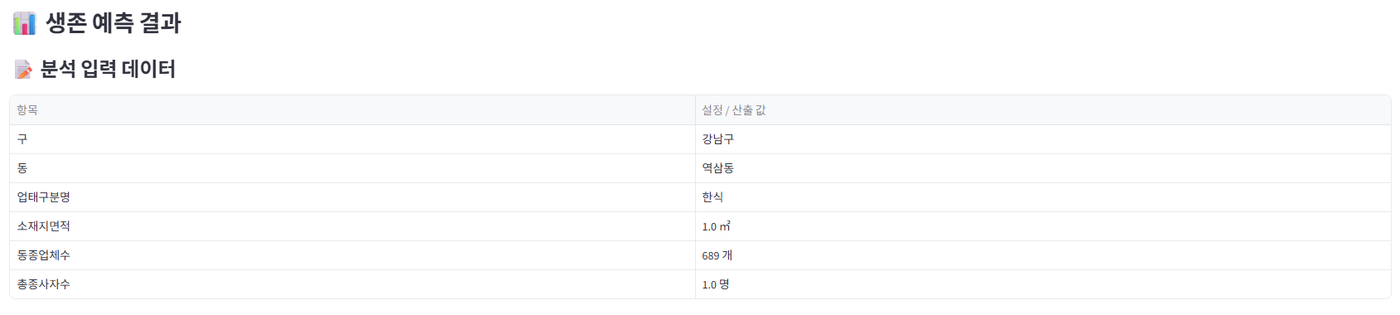 생존 예측 결과
분석 입력 데이터
항목 설정 / 산출 값
구 강남구
동 역삼동
업태구분명 한식
소재지면적 1.0 ㎡
동종업체수 689 개
총종사자수 1.0 명